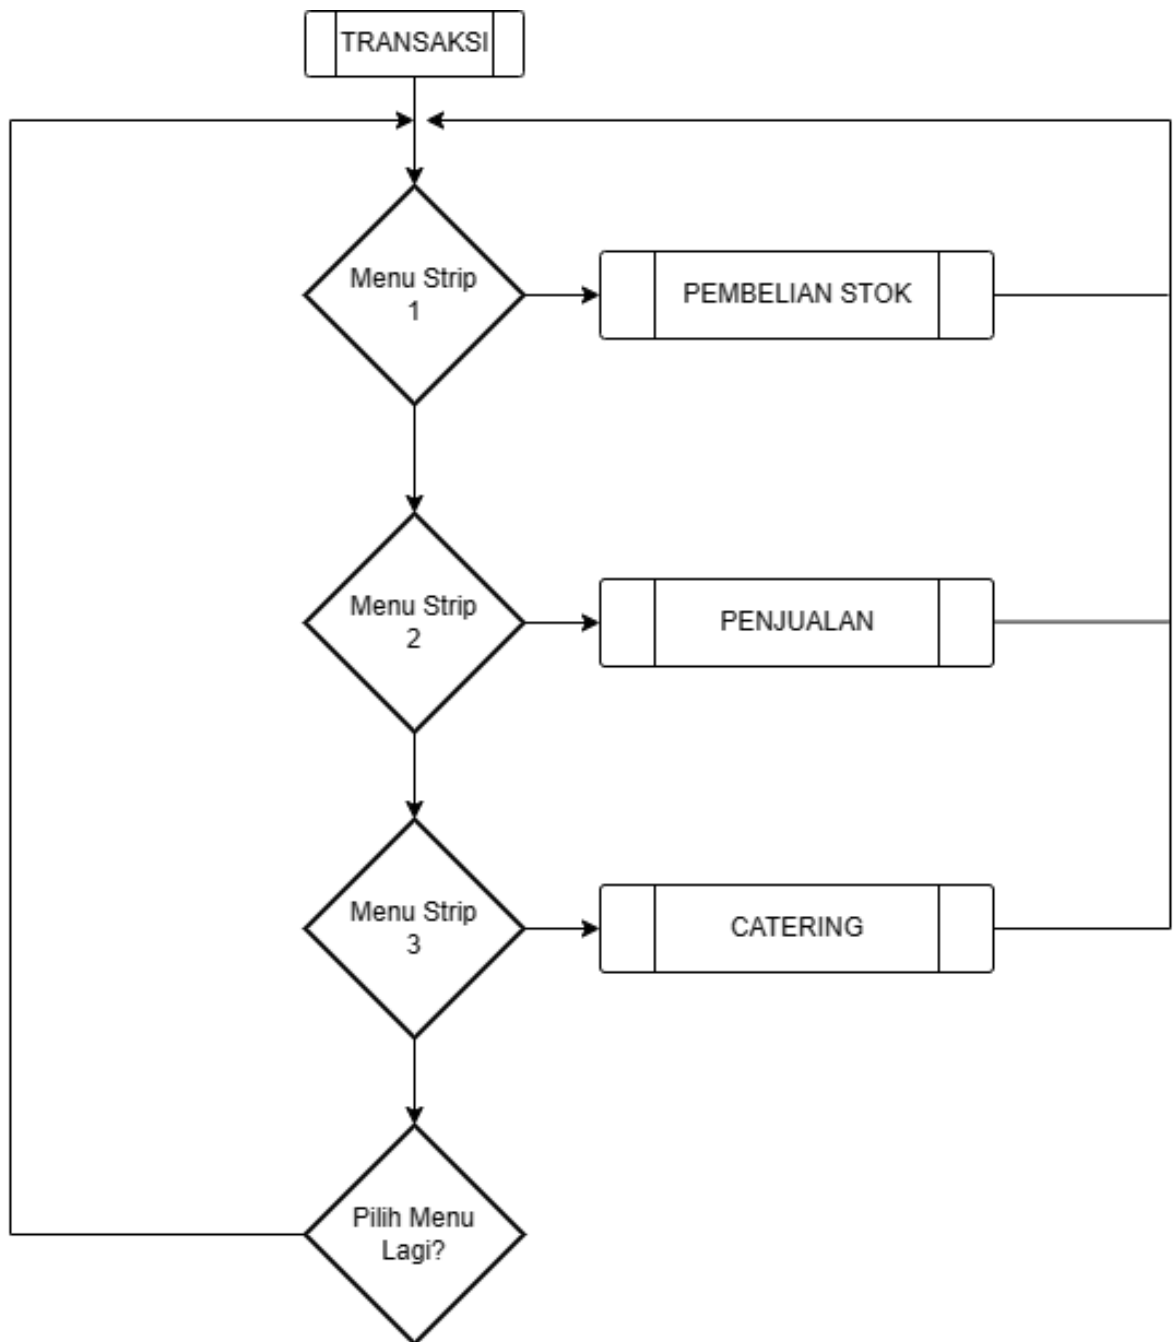 TRANSAKSI
Menu Strip
1
PEMBELIAN STOK
Menu Strip
2
PENJUALAN
Menu Strip
3
CATERING
Pilih Menu
Lagi?